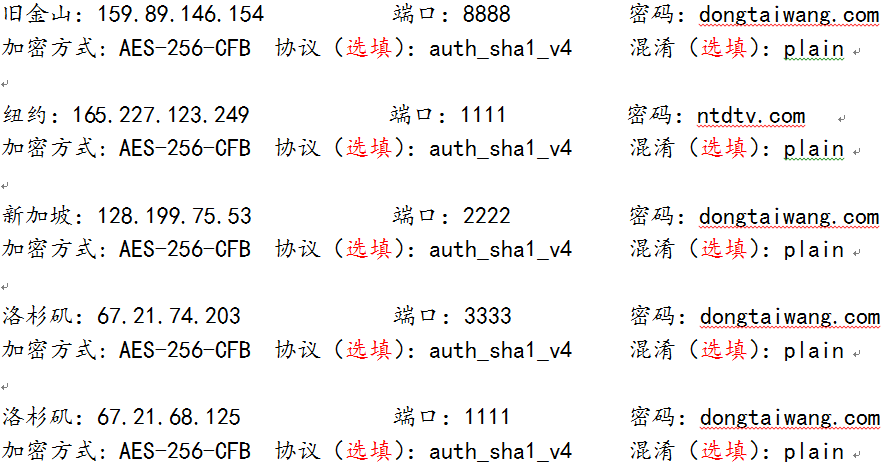 旧金山：159.89.146.154 端口：8888 密码：dongtaiwang.com
加密方式：AES-256-CFB 协议（选填）：auth_sha1_v4 混淆（选填）：plain
纽约：165.227.123.249 端口：1111 密码：ntdtv.com
加密方式：AES-256-CFB 协议（选填）：auth_sha1_v4 混淆（选填）：plain
新加坡：128.199.75.53 端口：2222 密码：dongtaiwang.com
加密方式：AES-256-CFB 协议（选填）：auth_sha1_v4 混淆（选填）：plain
洛杉矶：67.21.74.203 端口：3333 密码：dongtaiwang.com
加密方式：AES-256-CFB 协议（选填）：auth_sha1_v4 混淆（选填）：plain
洛杉矶：67.21.68.125 端口：1111 密码：dongtaiwang.com
加密方式：AES-256-CFB 协议（选填）：auth_sha1_v4 混淆（选填）：plain